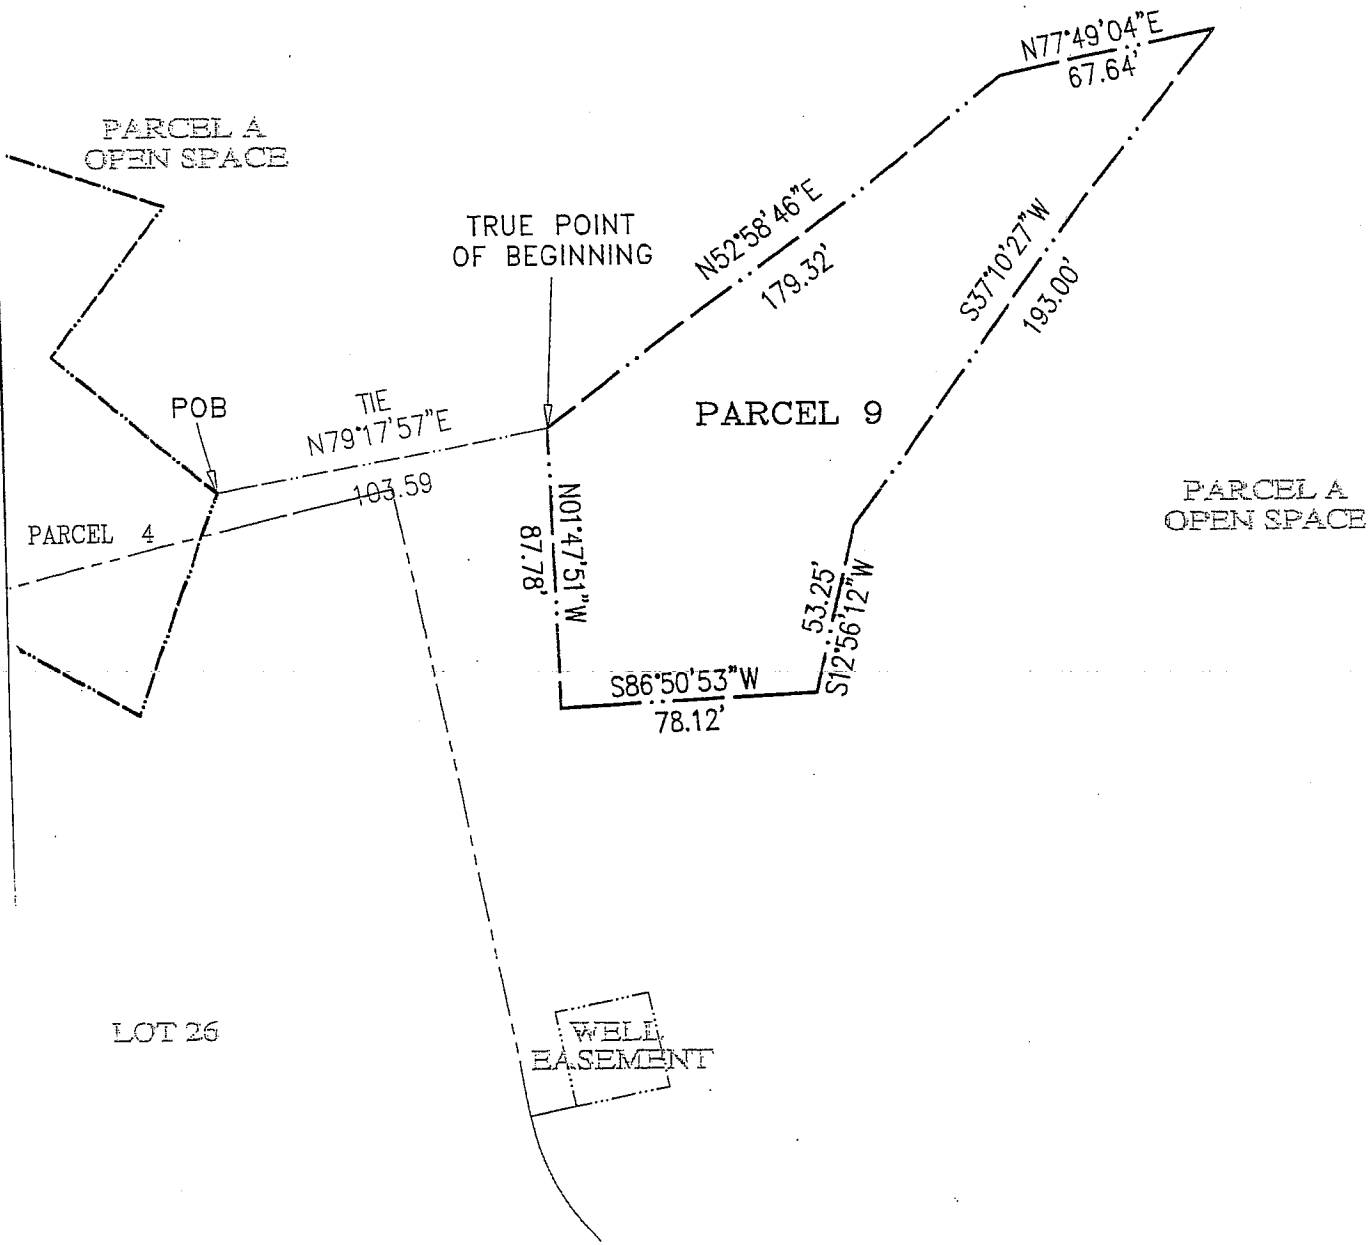 N77°49'04"E
67.64'
PARCEL A
OPEN SPACE
TRUE POINT
OF BEGINNING
N52°58'46"E
179.32'
S37°10'27"W
193.00'
POB
TIE
N79°17'57"E
103.59
PARCEL 9
PARCEL 4
N01°47'51"W
87.78'
PARCEL A
OPEN SPACE
53.25'
S12°56'12"W
S86°50'53"W
78.12'
LOT 26
WELL
EASEMENT